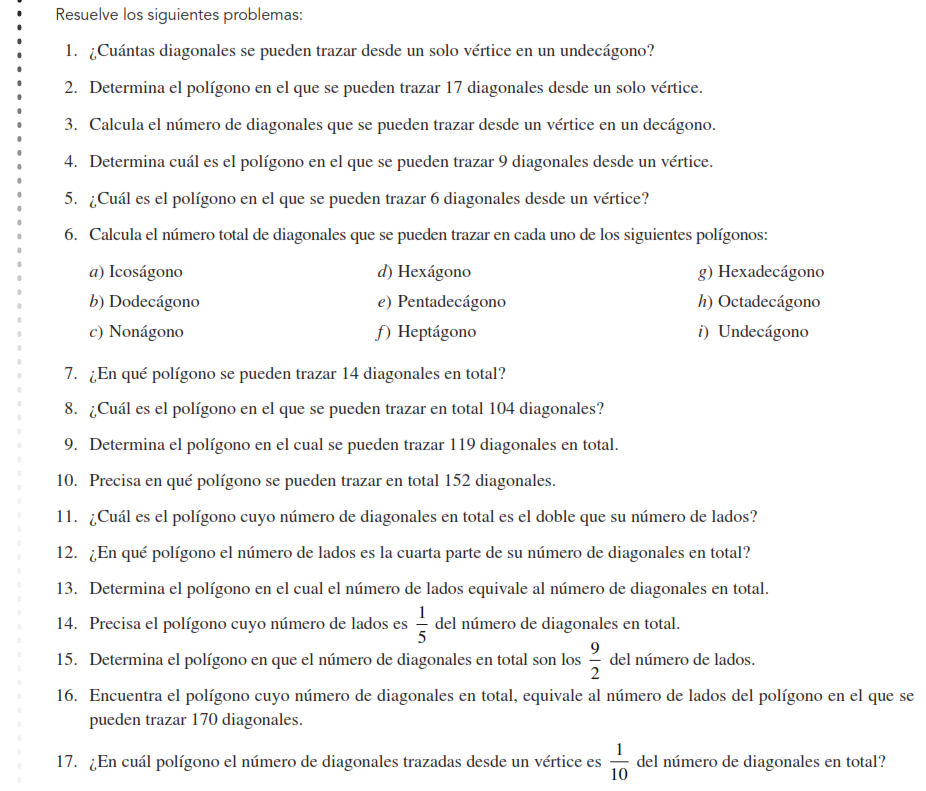 Resuelve los siguientes problemas:
1. ¿Cuántas diagonales se pueden trazar desde un solo vértice en un undecágono?
2. Determina el polígono en el que se pueden trazar 17 diagonales desde un solo vértice.
3. Calcula el número de diagonales que se pueden trazar desde un vértice en un decágono.
4. Determina cuál es el polígono en el que se pueden trazar 9 diagonales desde un vértice.
5. ¿Cuál es el polígono en el que se pueden trazar 6 diagonales desde un vértice?
6. Calcula el número total de diagonales que se pueden trazar en cada uno de los siguientes polígonos:
a) Icoságono d) Hexágono g) Hexadecágono
b) Dodecágono e) Pentadecágono h) Octadecágono
c) Nonágono f) Heptágono i) Undecágono
7. ¿En qué polígono se pueden trazar 14 diagonales en total?
8. ¿Cuál es el polígono en el que se pueden trazar en total 104 diagonales?
9. Determina el polígono en el cual se pueden trazar 119 diagonales en total.
10. Precisa en qué polígono se pueden trazar en total 152 diagonales.
11. ¿Cuál es el polígono cuyo número de diagonales en total es el doble que su número de lados?
12. ¿En qué polígono el número de lados es la cuarta parte de su número de diagonales en total?
13. Determina el polígono en el cual el número de lados equivale al número de diagonales en total.
14. Precisa el polígono cuyo número de lados es 1/5 del número de diagonales en total.
15. Determina el polígono en que el número de diagonales en total son los 9/2 del número de lados.
16. Encuentra el polígono cuyo número de diagonales en total, equivale al número de lados del polígono en el que se
pueden trazar 170 diagonales.
17. ¿En cuál polígono el número de diagonales trazadas desde un vértice es 1/10 del número de diagonales en total?